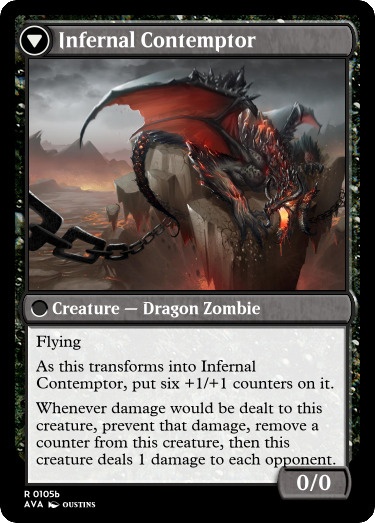 Infernal Contemptor
Creature — Dragon Zombie
Flying
As this transforms into Infernal
Contemptor, put six +1/+1 counters on it.
Whenever damage would be dealt to this
creature, prevent that damage, remove a
counter from this creature, then this
creature deals 1 damage to each opponent.
0/0
R 0105b
AVA OUSTINS